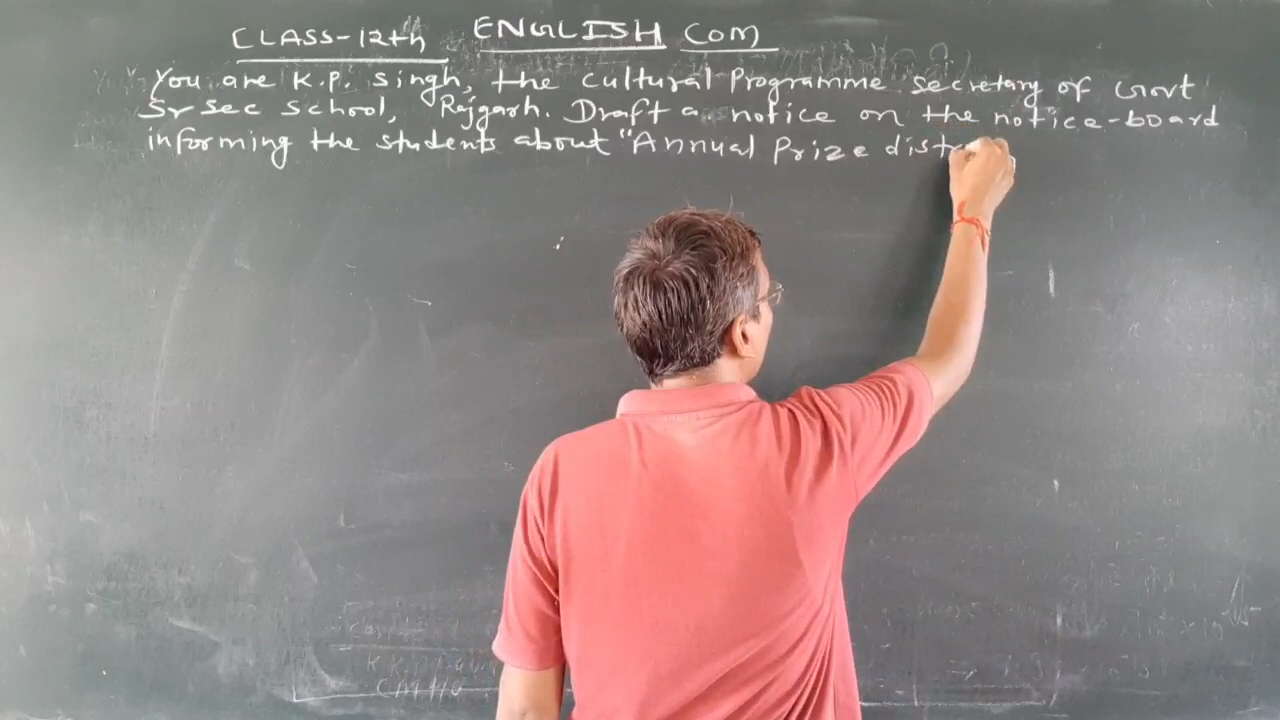 CLASS-12th ENGLISH COM
You are K.P. Singh, the Cultural Programme secretary of Govt
Sr Sec School, Rajgarh. Draft a notice on the notice-board
informing the students about "Annual Prize dist